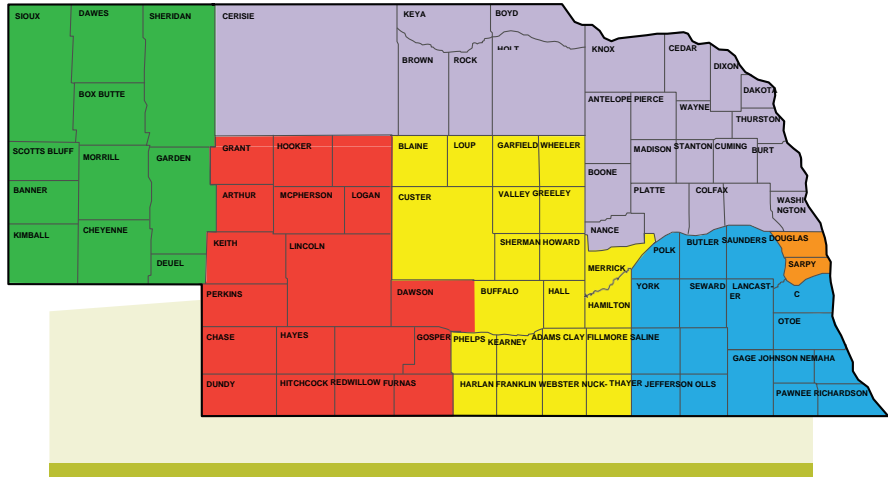 SIOUX DAWES SHERIDAN CERISIE KEYA BOYD
HOLT
KNOX CEDAR
BROWN ROCK
DIXON
BOX BUTTE
DAKOTA
ANTELOPE PIERCE
WAYNE
THURSTON
SCOTTS BLUFF
MORRILL
GARDEN
GRANT HOOKER
BLAINE LOUP GARFIELD WHEELER
MADISON STANTON CUMING BURT
BOONE
BANNER
ARTHUR MCPHERSON LOGAN
CUSTER
VALLEY GREELEY
PLATTE COLFAX
WASHI
NGTON
KIMBALL
CHEYENNE
NANCE
KEITH
LINCOLN
SHERMAN HOWARD
POLK BUTLER SAUNDERS DOUGLAS
DEUEL
MERRICK
SARPY
PERKINS
DAWSON
BUFFALO HALL
HAMILTON
YORK SEWARD LANCAST-
ER
C
OTOE
CHASE HAYES
GOSPER
PHELPS KEARNEY ADAMS CLAY FILLMORE SALINE
GAGE JOHNSON NEMAHA
DUNDY HITCHCOCK REDWILLOW FURNAS
HARLAN FRANKLIN WEBSTER NUCK- THAYER JEFFERSON OLLS
PAWNEE RICHARDSON